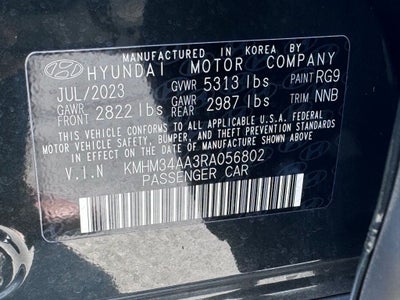 MANUFACTURED IN KOREA BY
HYUNDAI MOTOR COMPANY
JUL/2023 GVWR 5313 lbs PAINT RG9
GAWR FRONT 2822 lbs GAWR REAR 2987 lbs TRIM NNB
THIS VEHICLE CONFORMS TO ALL APPLICABLE U.S.A. FEDERAL
MOTOR VEHICLE SAFETY, BUMPER, AND THEFT PREVENTION STANDARDS
IN EFFECT ON THE DATE OF MANUFACTURE SHOWN ABOVE.
V.I.N KMHM34AA3RA056802
PASSENGER CAR